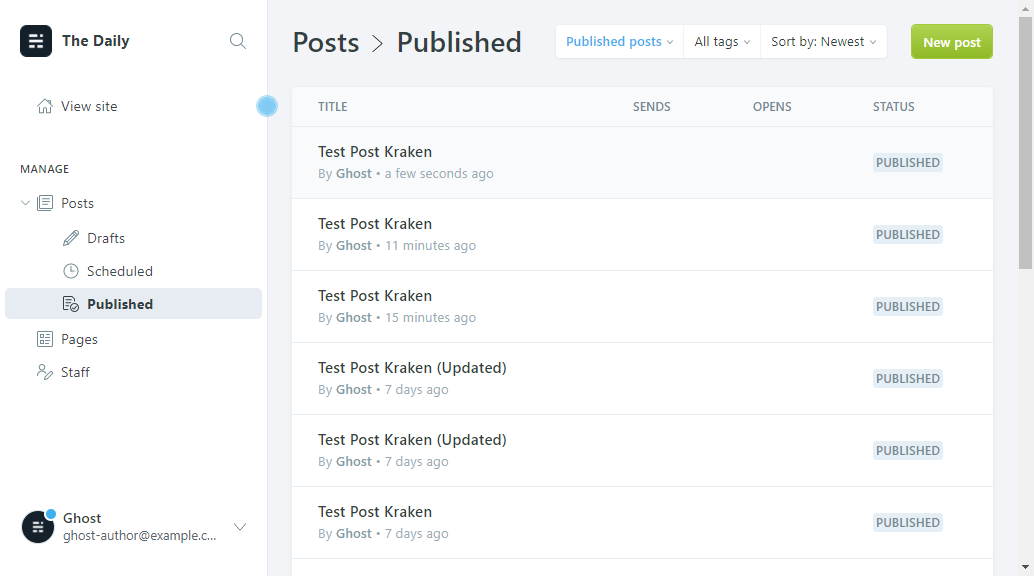 The Daily
View site
MANAGE
Posts
Drafts
Scheduled
Published
Pages
Staff
Ghost
ghost-author@example.c...
Posts > Published
Published posts
All tags
Sort by: Newest
New post
TITLE SENDS OPENS STATUS
Test Post Kraken
By Ghost • a few seconds ago
PUBLISHED
Test Post Kraken
By Ghost • 11 minutes ago
PUBLISHED
Test Post Kraken
By Ghost • 15 minutes ago
PUBLISHED
Test Post Kraken (Updated)
By Ghost • 7 days ago
PUBLISHED
Test Post Kraken (Updated)
By Ghost • 7 days ago
PUBLISHED
Test Post Kraken
By Ghost • 7 days ago
PUBLISHED